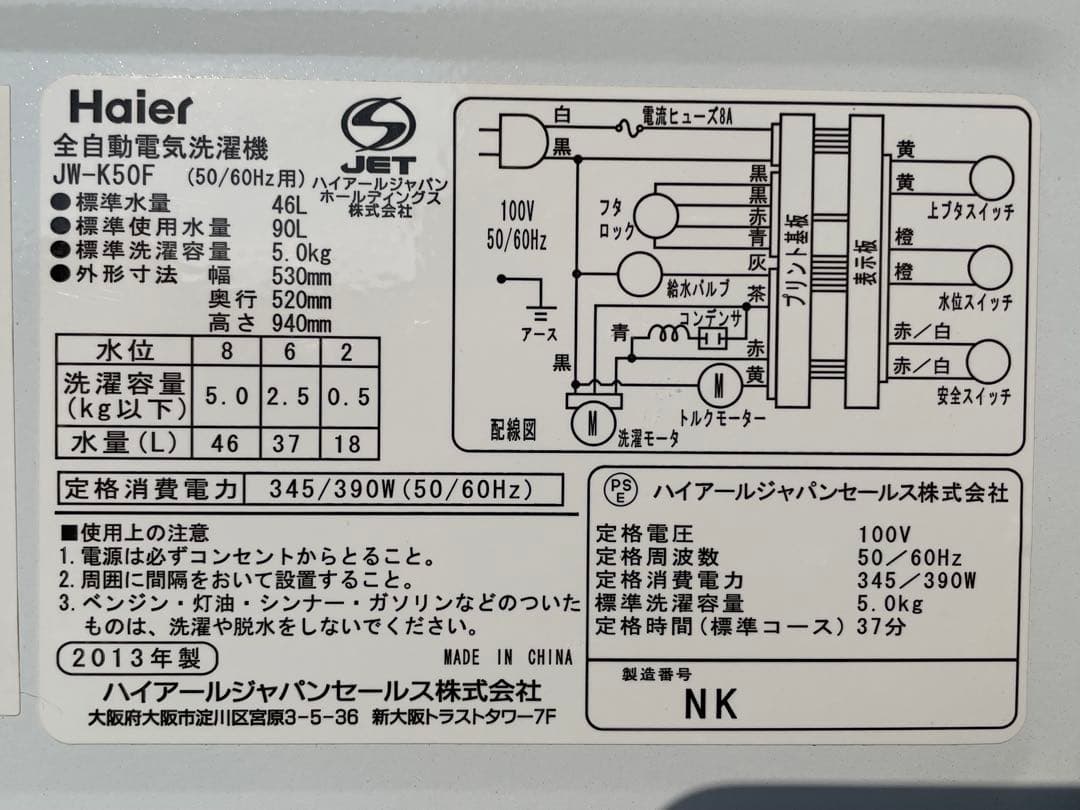 Haier
全自動電気洗濯機
JW-K50F (50/60Hz用)
JET
ハイアールジャパン
ホールディングス
株式会社
●標準水量 46L
●標準使用水量 90L
●標準洗濯容量 5.0kg
●外形寸法 幅 530mm
奥行 520mm
高さ 940mm
水位 8 6 2
洗濯容量(kg以下) 5.0 2.5 0.5
水量(L) 46 37 18
白
電流ヒューズ8A
黒
100V
50/60Hz
アース
フタ
ロック
黒
黒
赤
青
灰
給水バルブ
茶
コンデンサ
青
赤
黒
黄
M
トルクモーター
M
洗濯モータ
配線図
プリント基板
表示板
黄
黄
上ブタスイッチ
橙
橙
水位スイッチ
赤/白
赤/白
安全スイッチ
定格消費電力 345/390W(50/60Hz)
■使用上の注意
1.電源は必ずコンセントからとること。
2.周囲に間隔をおいて設置すること。
3.ベンジン・灯油・シンナー・ガソリンなどのついた
ものは、洗濯や脱水をしないでください。
2013年製
MADE IN CHINA
ハイアールジャパンセールス株式会社
大阪府大阪市淀川区宮原3-5-36 新大阪トラストタワー7F
PSE ハイアールジャパンセールス株式会社
定格電圧 100V
定格周波数 50/60Hz
定格消費電力 345/390W
標準洗濯容量 5.0kg
定格時間(標準コース) 37分
製造番号
NK